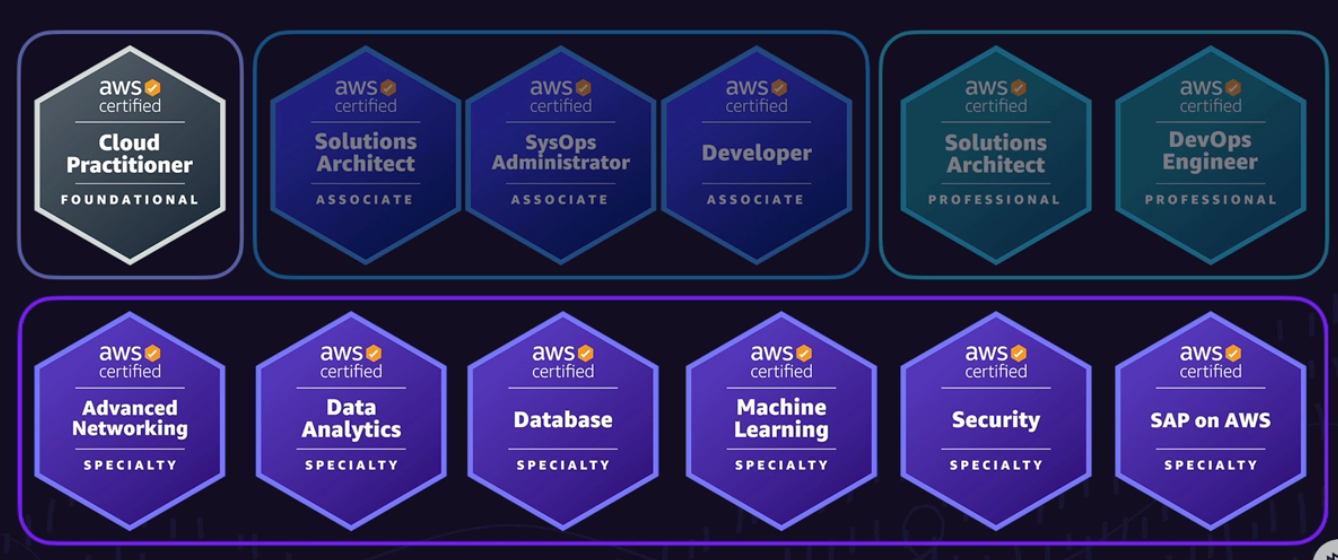 aws
certified
Cloud
Practitioner
FOUNDATIONAL
aws
certified
Solutions
Architect
ASSOCIATE
aws
certified
SysOps
Administrator
ASSOCIATE
aws
certified
Developer
ASSOCIATE
aws
certified
Solutions
Architect
PROFESSIONAL
aws
certified
DevOps
Engineer
PROFESSIONAL
aws
certified
Advanced
Networking
SPECIALTY
aws
certified
Data
Analytics
SPECIALTY
aws
certified
Database
SPECIALTY
aws
certified
Machine
Learning
SPECIALTY
aws
certified
Security
SPECIALTY
aws
certified
SAP on AWS
SPECIALTY